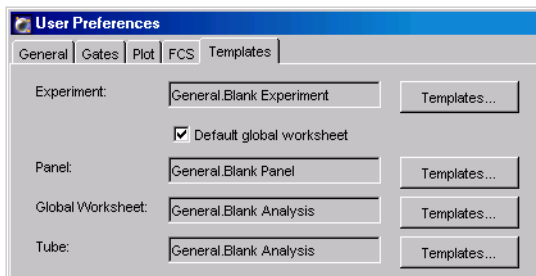 User Preferences
General Gates Plot FCS Templates
Experiment: General.Blank Experiment Templates...
Default global worksheet
Panel: General.Blank Panel Templates...
Global Worksheet: General.Blank Analysis Templates...
Tube: General.Blank Analysis Templates...